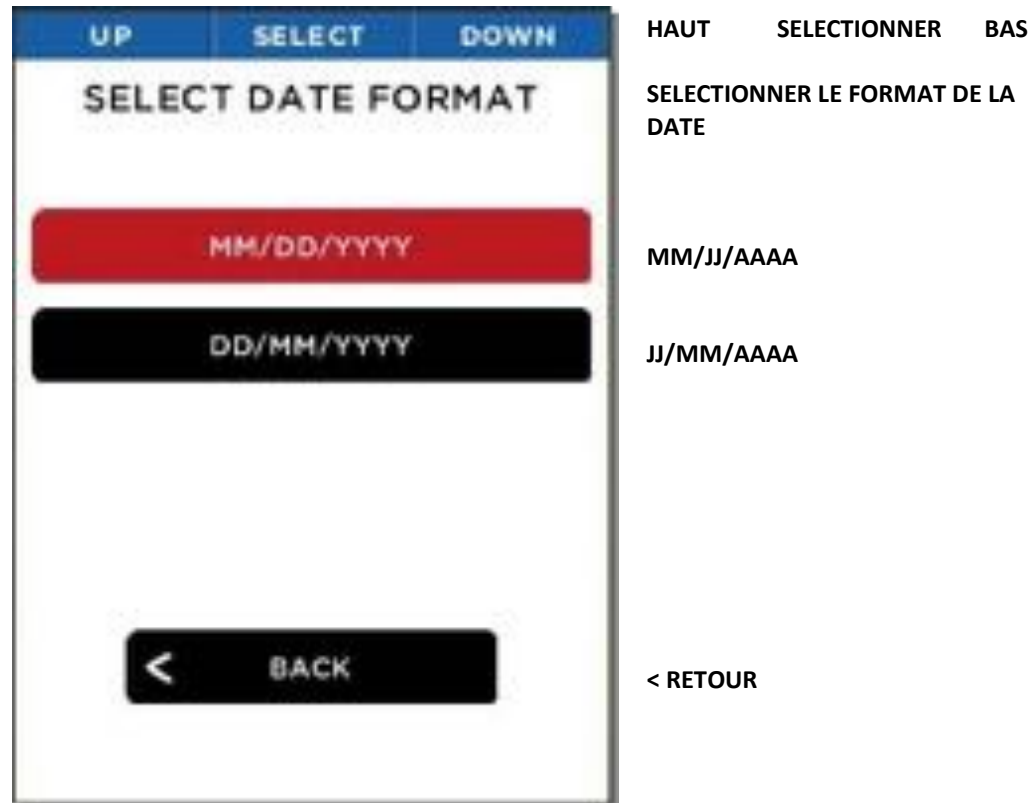 UP SELECT DOWN
SELECT DATE FORMAT
MM/DD/YYYY
DD/MM/YYYY
< BACK
HAUT SELECTIONNER BAS
SELECTIONNER LE FORMAT DE LA
DATE
MM/JJ/AAAA
JJ/MM/AAAA
< RETOUR